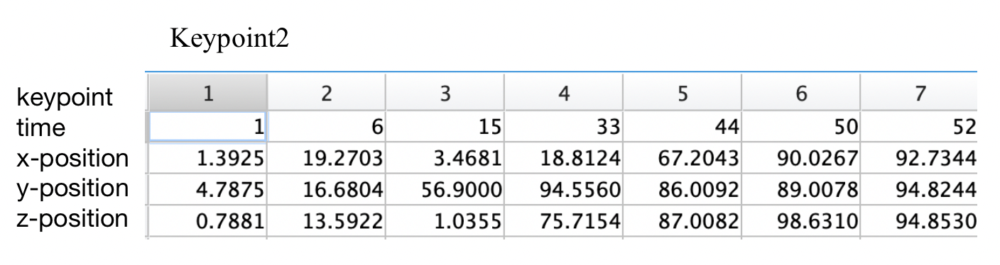 Keypoint2
keypoint 1 2 3 4 5 6 7
time 1 6 15 33 44 50 52
x-position 1.3925 19.2703 3.4681 18.8124 67.2043 90.0267 92.7344
y-position 4.7875 16.6804 56.9000 94.5560 86.0092 89.0078 94.8244
z-position 0.7881 13.5922 1.0355 75.7154 87.0082 98.6310 94.8530